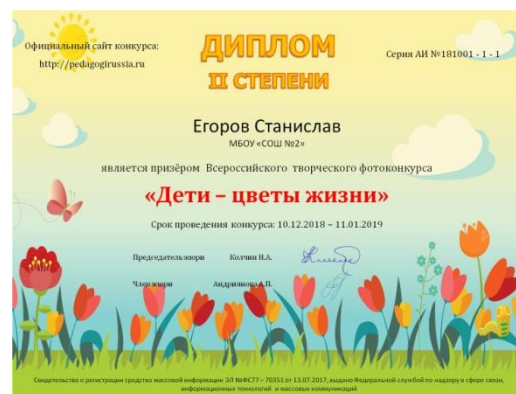 Официальный сайт конкурса:
http://pedagogirussia.ru
ДИПЛОМ
II СТЕПЕНИ
Серия АИ №181001 - 1 - 1
Егоров Станислав
МБОУ «СОШ №2»
является призёром Всероссийского творческого фотоконкурса
«Дети – цветы жизни»
Срок проведения конкурса: 10.12.2018 – 11.01.2019
Председатель жюри Колчин Н.А.
Член жюри Андриянова А.П.
Свидетельство о регистрации средства массовой информации ЭЛ №ФС77 – 70351 от 13.07.2017, выдано Федеральной службой по надзору в сфере связи,
информационных технологий и массовых коммуникаций